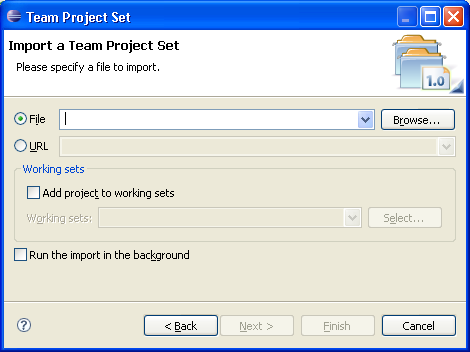 Team Project Set
Import a Team Project Set
Please specify a file to import.
1.0
File
Browse...
URL
Working sets
Add project to working sets
Working sets:
Select...
Run the import in the background
?
< Back
Next >
Finish
Cancel